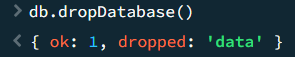 > db.dropDatabase()
< { ok: 1, dropped: 'data' }